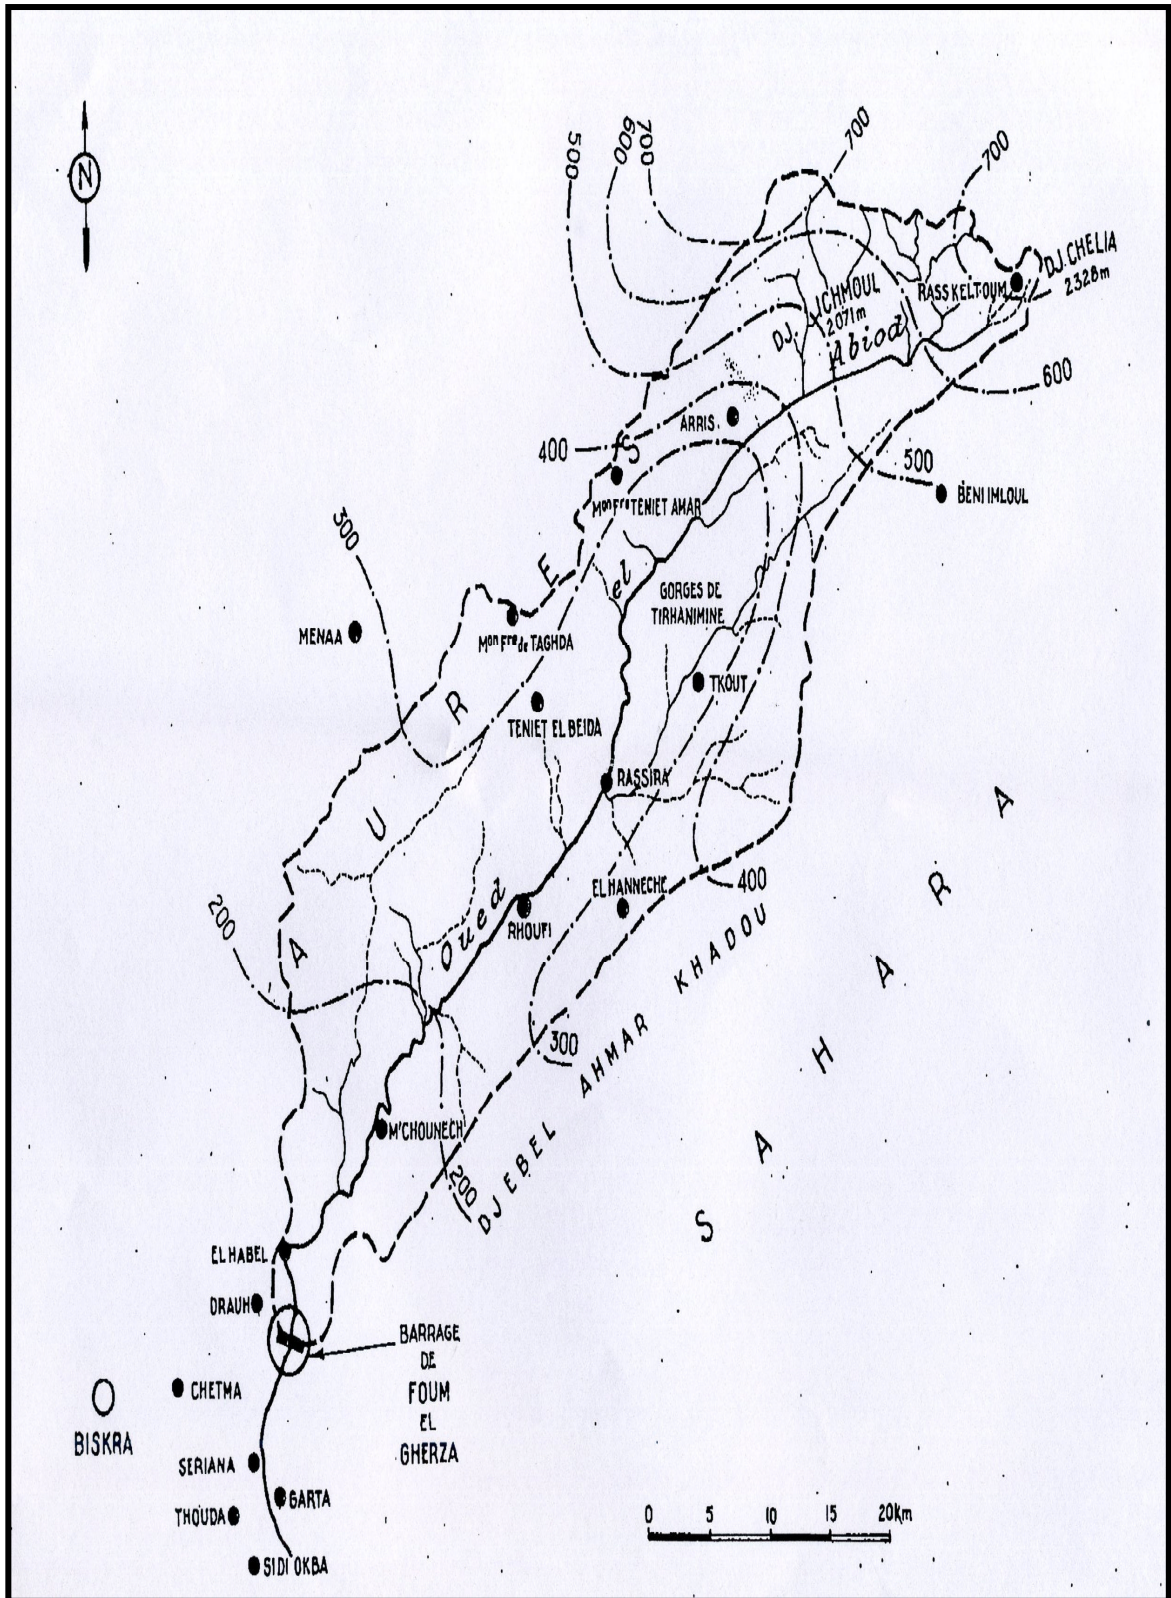 700
600
500
700
700
N
DJ. CHELIA
2328m
RASS KELTOUM
DJ. ICHMOUL
2071m
Abiod
600
ARRIS
400
S
500
BENI IMLOUL
Mon Fre TENIET AHAR
300
E
el
GORGES DE
TIRHANIMINE
MENAA
Mon Fre de TAGHDA
TKOUT
R
TENIET EL BEIDA
RASSIRA
A
U
R
400
EL HANNECHE
Oued
RHOUFI
200
A
KHADOU
A
300
AHMAR
H
M'CHOUNECH
A
200
DJEBEL
S
EL HABEL
DRAUH
BARRAGE
DE
FOUM
EL
GHERZA
CHETMA
BISKRA
SERIANA
GARTA
THOUDA
0 5 10 15 20Km
SIDI OKBA